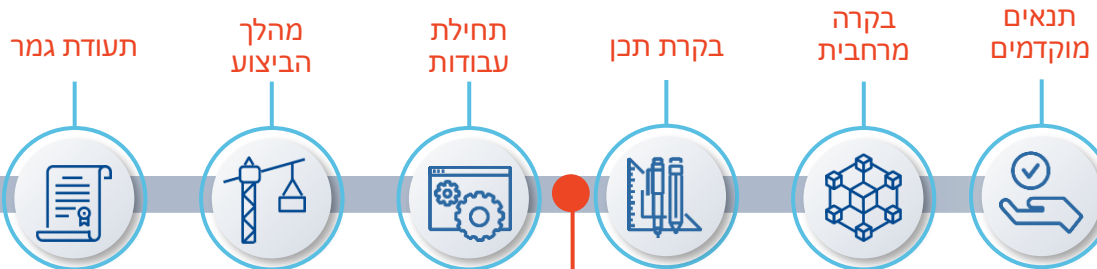 תנאים
מוקדמים
בקרה
מרחבית
בקרת תכן
תחילת
עבודות
מהלך
הביצוע
תעודת גמר